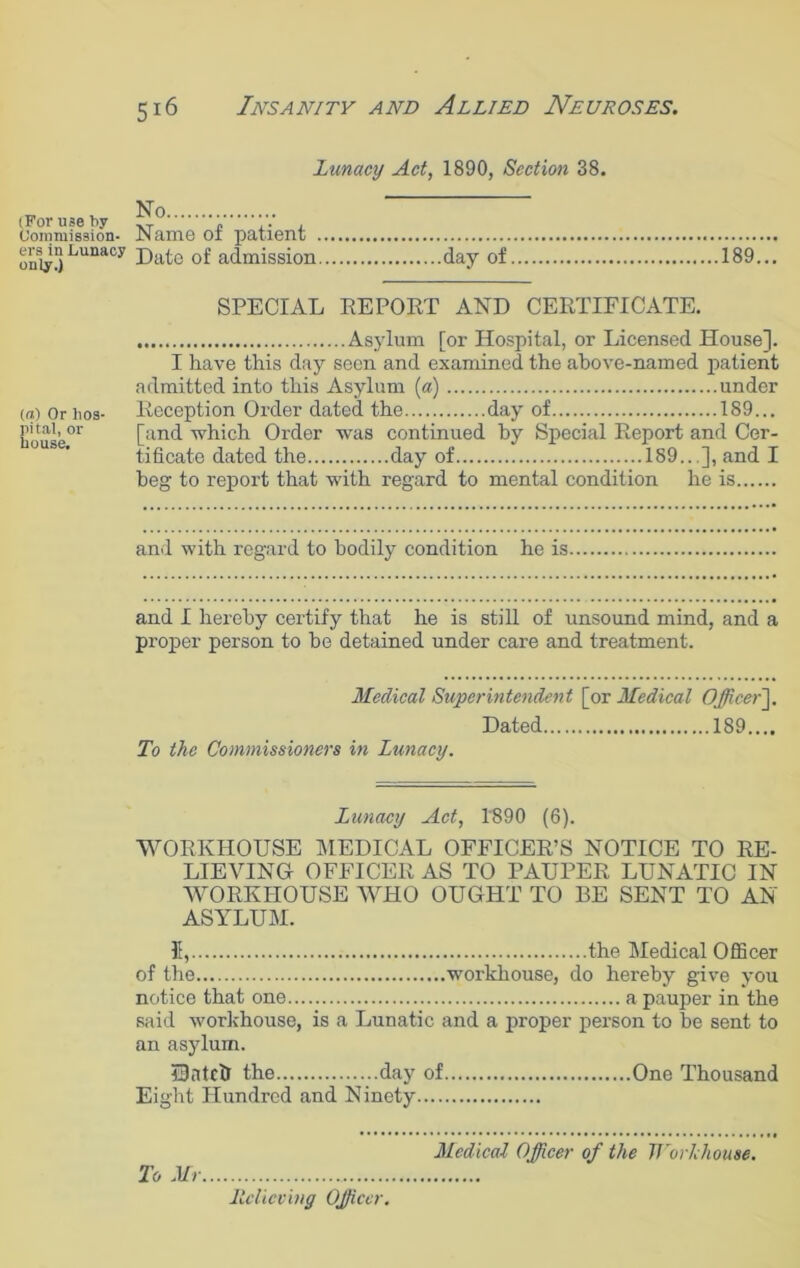 516 INSANITY AND ALLIED NEUROSES.
Lunacy Act, 1890, Section 38.
(For use by
Commission-
ers in Lunacy
only.)
No................
Name of patient ................................................................................
Date of admission.....................day of...................................189...
SPECIAL REPORT AND CERTIFICATE.
...................................Asylum [or Hospital, or Licensed House].
I have this day seen and examined the above-named patient
admitted into this Asylum (a) ..............................................under
(a) Or hos-
pital, or
house.
Reception Order dated the..............day of............................189...
[and which Order was continued by Special Report and Cer-
tificate dated the..............day of................................189...], and I
beg to report that with regard to mental condition he is......
................................................................................................
................................................................................................
and with regard to bodily condition he is...................................
................................................................................................
................................................................................................
and I hereby certify that he is still of unsound mind, and a
proper person to be detained under care and treatment.
.........................................................
Medical Superintendent [or Medical Officer].
Dated............................189....
To the Commissioners in Lunacy.
Lunacy Act, 1890 (6).
WORKHOUSE MEDICAL OFFICER'S NOTICE TO RE-
LIEVING OFFICER AS TO PAUPER LUNATIC IN
WORKHOUSE WHO OUGHT TO BE SENT TO AN
ASYLUM.
I,...................................................................the Medical Officer
of the..........................................workhouse, do hereby give you
notice that one........................................................ a pauper in the
said workhouse, is a Lunatic and a proper person to be sent to
an asylum.
Dated the................day of...............................One Thousand
Eight Hundred and Ninety.....................
.......................................................................
Medical Officer of the Workhouse.
To Mr...............................................
Relieving Officer.